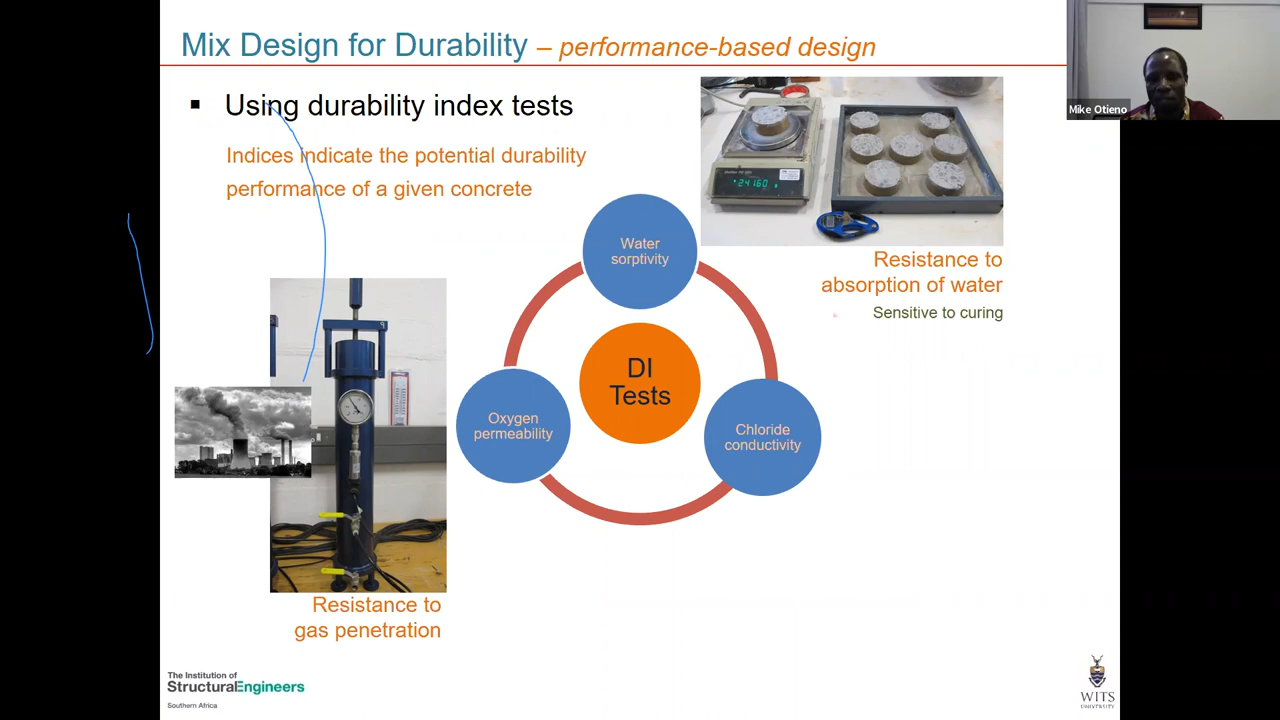 Mix Design for Durability – performance-based design
▪ Using durability index tests
Indices indicate the potential durability
performance of a given concrete
Mike Otieno
24160
Water
sorptivity
Resistance to
absorption of water
Sensitive to curing
DI
Tests
Oxygen
permeability
Chloride
conductivity
Resistance to
gas penetration
The Institution of
StructuralEngineers
Southern Africa
WITS
UNIVERSITY